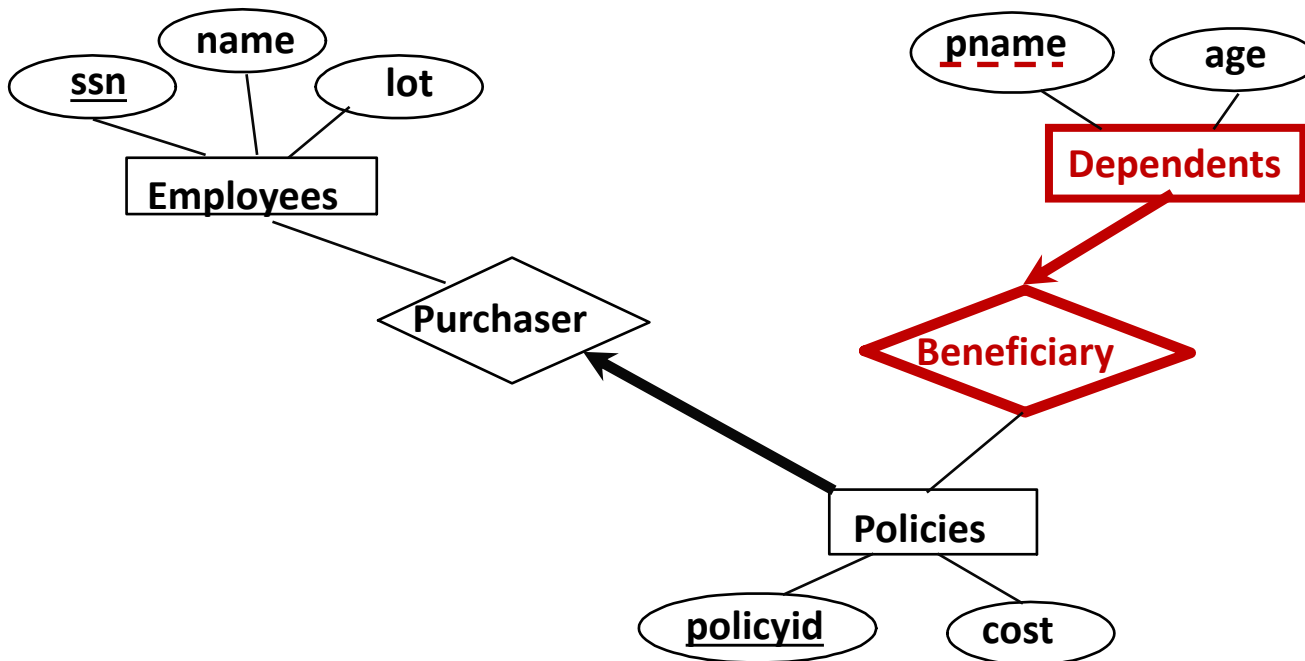 name
pname
ssn
lot
age
Dependents
Employees
Purchaser
Beneficiary
Policies
policyid
cost